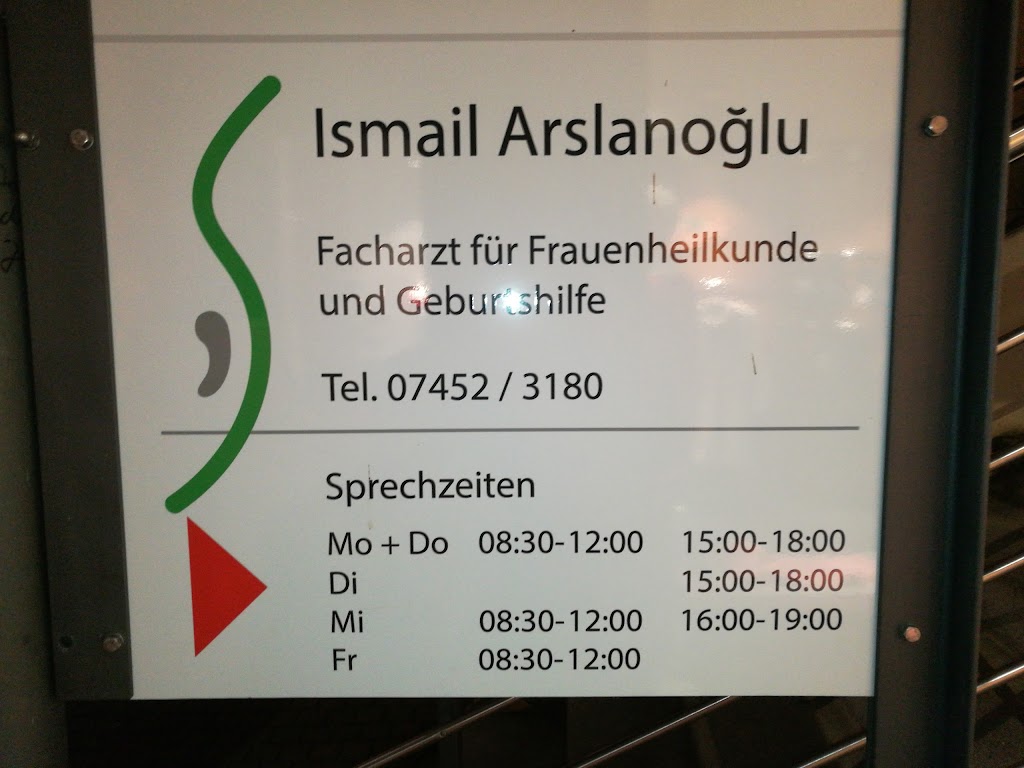 Ismail Arslanoğlu
Facharzt für Frauenheilkunde
und Geburtshilfe
Tel. 07452 / 3180
Sprechzeiten
Mo + Do 08:30-12:00 15:00-18:00
Di 15:00-18:00
Mi 08:30-12:00 16:00-19:00
Fr 08:30-12:00